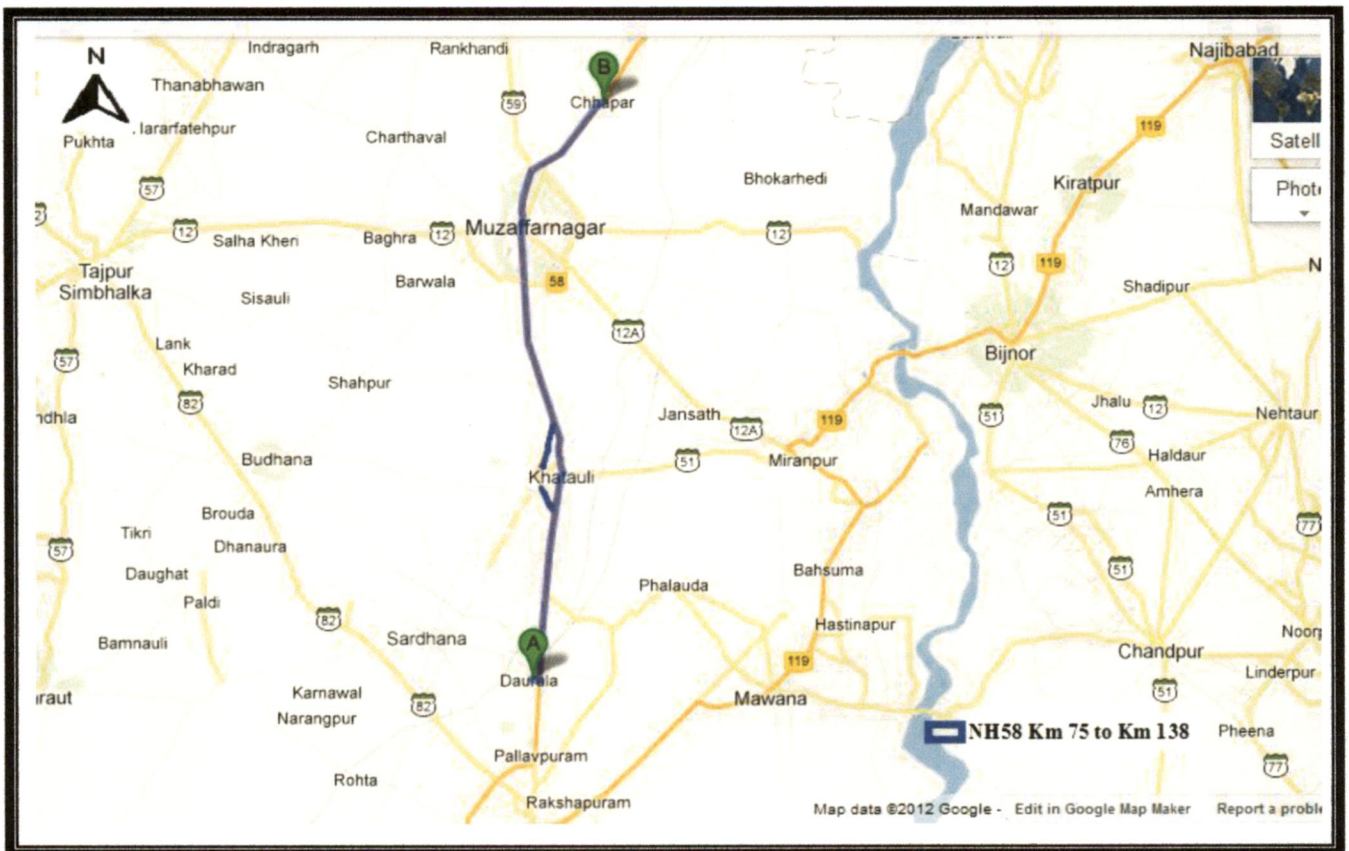 Indragarh
Rankhandi
Najibabad
N
B
Thanabhawan
59
Chhapar
Pukhta
Jararfatehpur
Charthaval
119
Satell
57
Bhokarhedi
Kiratpur
Phot
Mandawar
12
Salha Kheri
Baghra
12
Muzaffarnagar
12
12
119
N
Tajpur
Simbhalka
Sisauli
Barwala
58
Shadipur
12A
Lank
Kharad
Shahpur
Bijnor
57
82
Jansath
12A
119
51
Jhalu
12
Nehtaur
ndhla
76
Budhana
Khatauli
51
Miranpur
Haldaur
Amhera
Brouda
Tikri
Dhanaura
51
77
57
Daughat
Paldi
Phalauda
Bahsuma
51
82
Bamnauli
Sardhana
Hastinapur
A
119
Chandpur
Noor
Linderpur
raut
Daurala
Karnawal
Narangpur
82
Mawana
51
NH58 Km 75 to Km 138
Pheena
Pallavpuram
77
Rohta
Rakshapuram
Map data ©2012 Google - Edit in Google Map Maker Report a proble